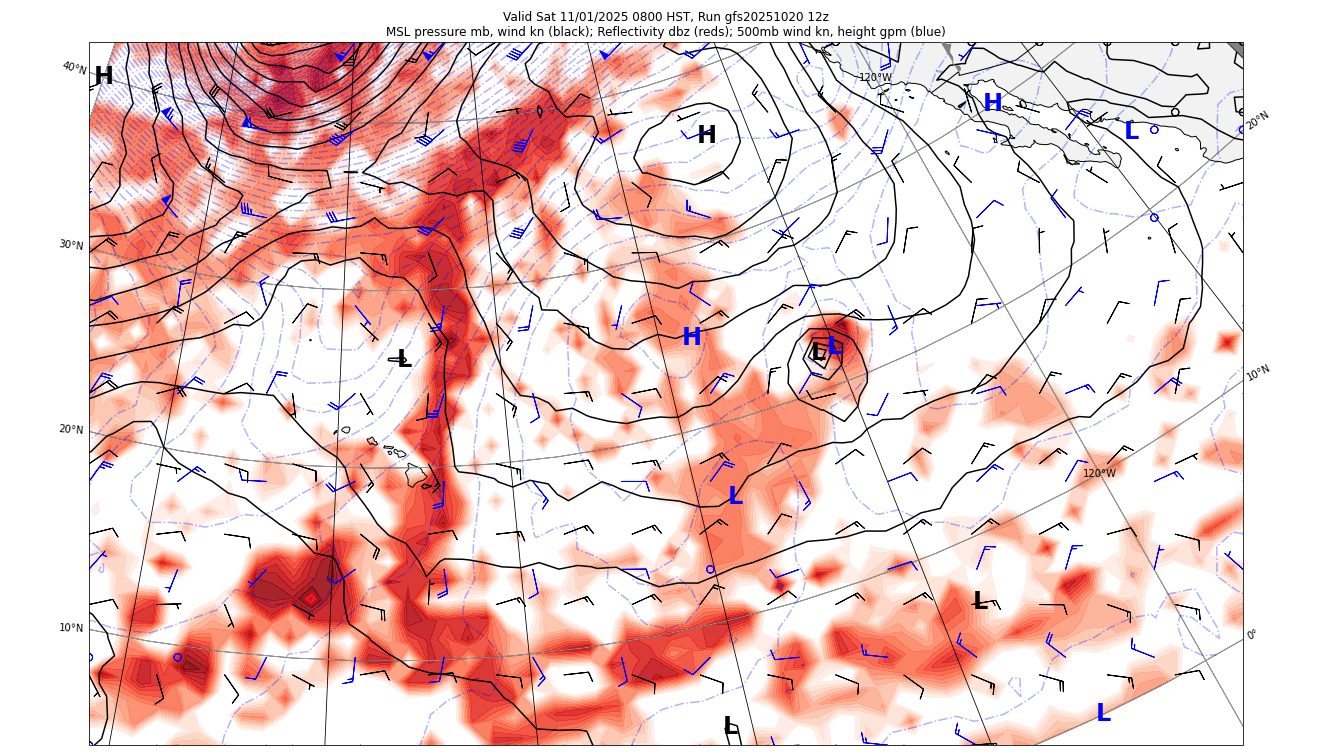 Valid Sat 11/01/2025 0800 HST, Run gfs20251020 12z
MSL pressure mb, wind kn (black); Reflectivity dbz (reds); 500mb wind kn, height gpm (blue)
40°N
H
120°W
H
L
20°N
H
30°N
H
L
L
L
10°N
20°N
120°W
L
L
10°N
0°
L
L